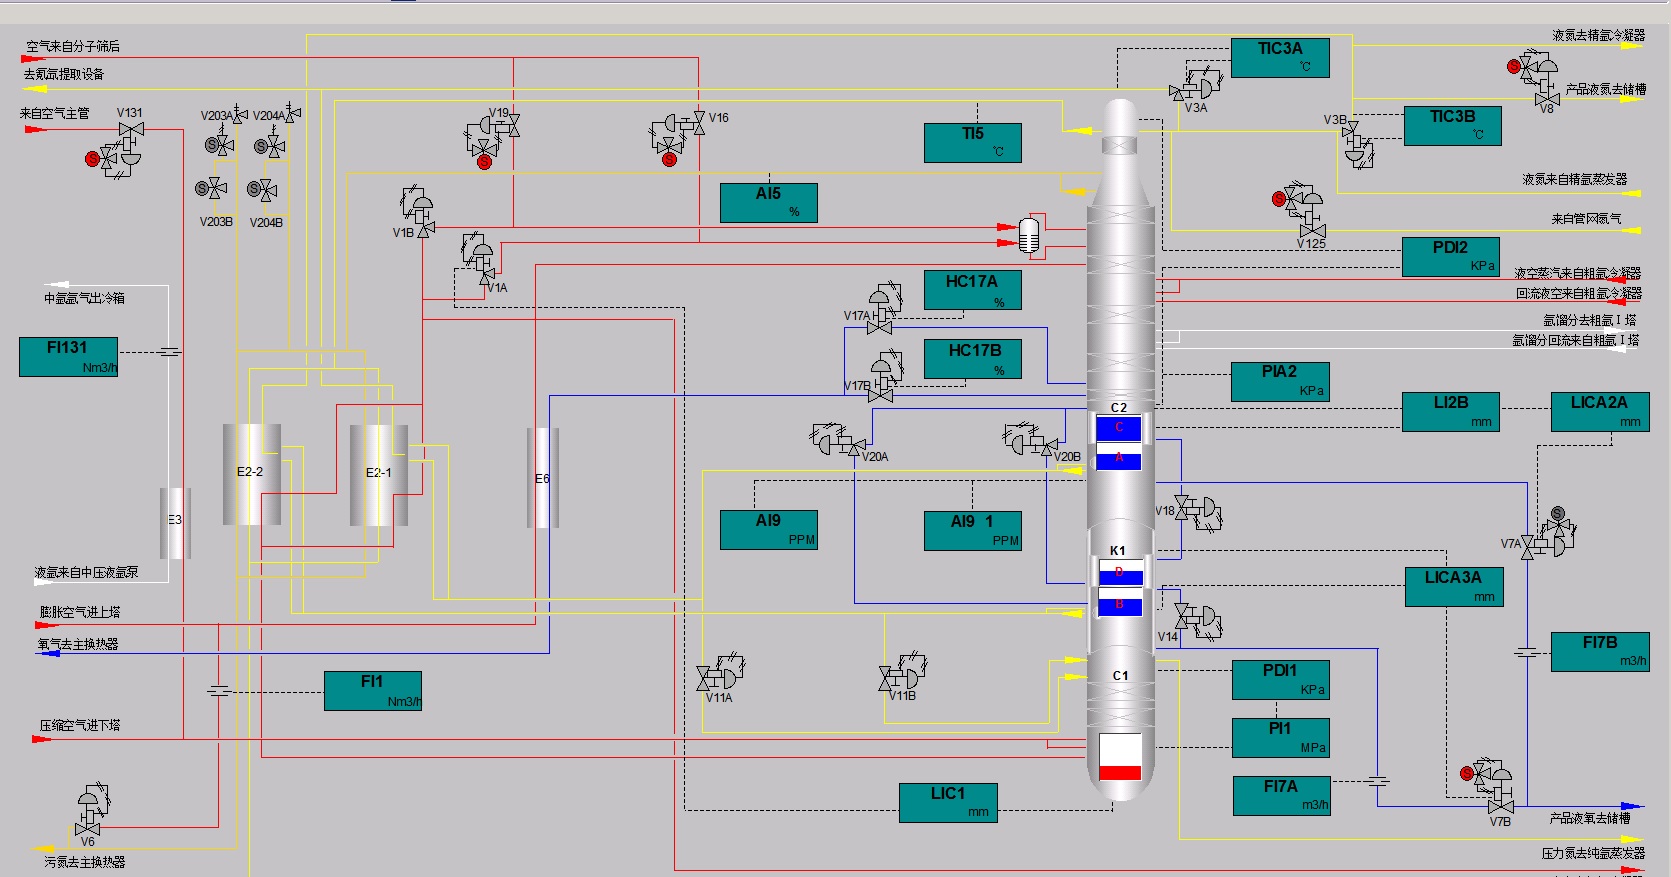 空气来自分子筛后
去氪氙提取设备
来自空气主管
V131
V203A
V204A
V203B
V204B
V19
V16
V1B
V1A
TIC3A
℃
V3A
液氮去精氩冷凝器
产品液氮去储槽
V8
V3B
TIC3B
℃
TI5
℃
AI5
%
液氮来自精氩蒸发器
来自管网氮气
V125
PDI2
KPa
液空蒸汽来自粗氩冷凝器
回流液空来自粗氩冷凝器
氩馏分去粗氩Ⅰ塔
氩馏分回流来自粗氩Ⅰ塔
中氩氩气出冷箱
FI131
Nm3/h
HC17A
%
V17A
HC17B
%
V17B
PIA2
KPa
C2
LI2B
mm
LICA2A
mm
C
A
V20A
V20B
E2-2
E2-1
E6
E3
AI9
PPM
AI9 1
PPM
V18
S
V7A
K1
D
B
LICA3A
mm
液氩来自中压液氩泵
膨胀空气进上塔
氧气去主换热器
V14
FI7B
m3/h
FI1
Nm3/h
V11A
V11B
C1
PDI1
KPa
PI1
MPa
压缩空气进下塔
LIC1
mm
FI7A
m3/h
V7B
产品液氧去储槽
V6
污氮去主换热器
压力氮去纯氩蒸发器